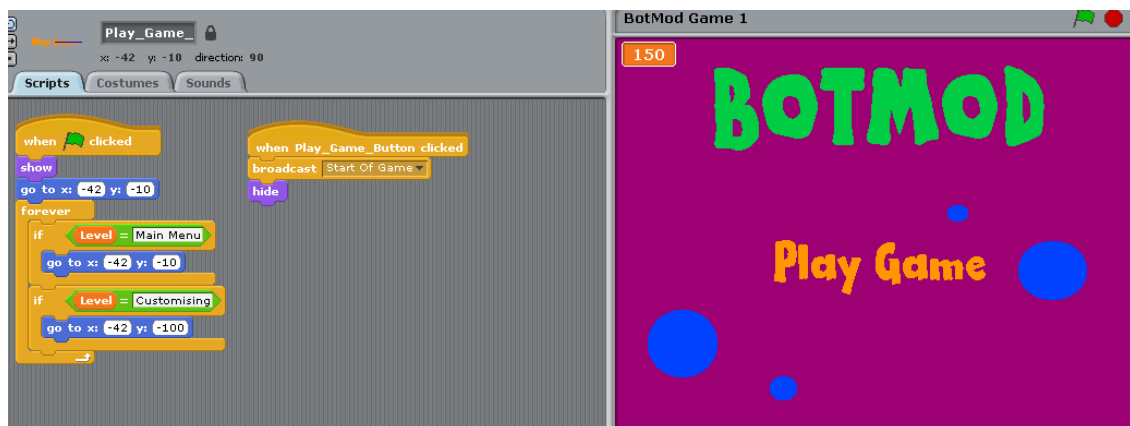 Play_Game_
x: -42 y: -10 direction: 90
Scripts Costumes Sounds
when clicked
show
go to x: -42 y: -10
forever
if Level = Main Menu
go to x: -42 y: -10
if Level = Customising
go to x: -42 y: -100
when Play_Game_Button clicked
broadcast Start Of Game
hide
BotMod Game 1
150
BOTMOD
Play Game